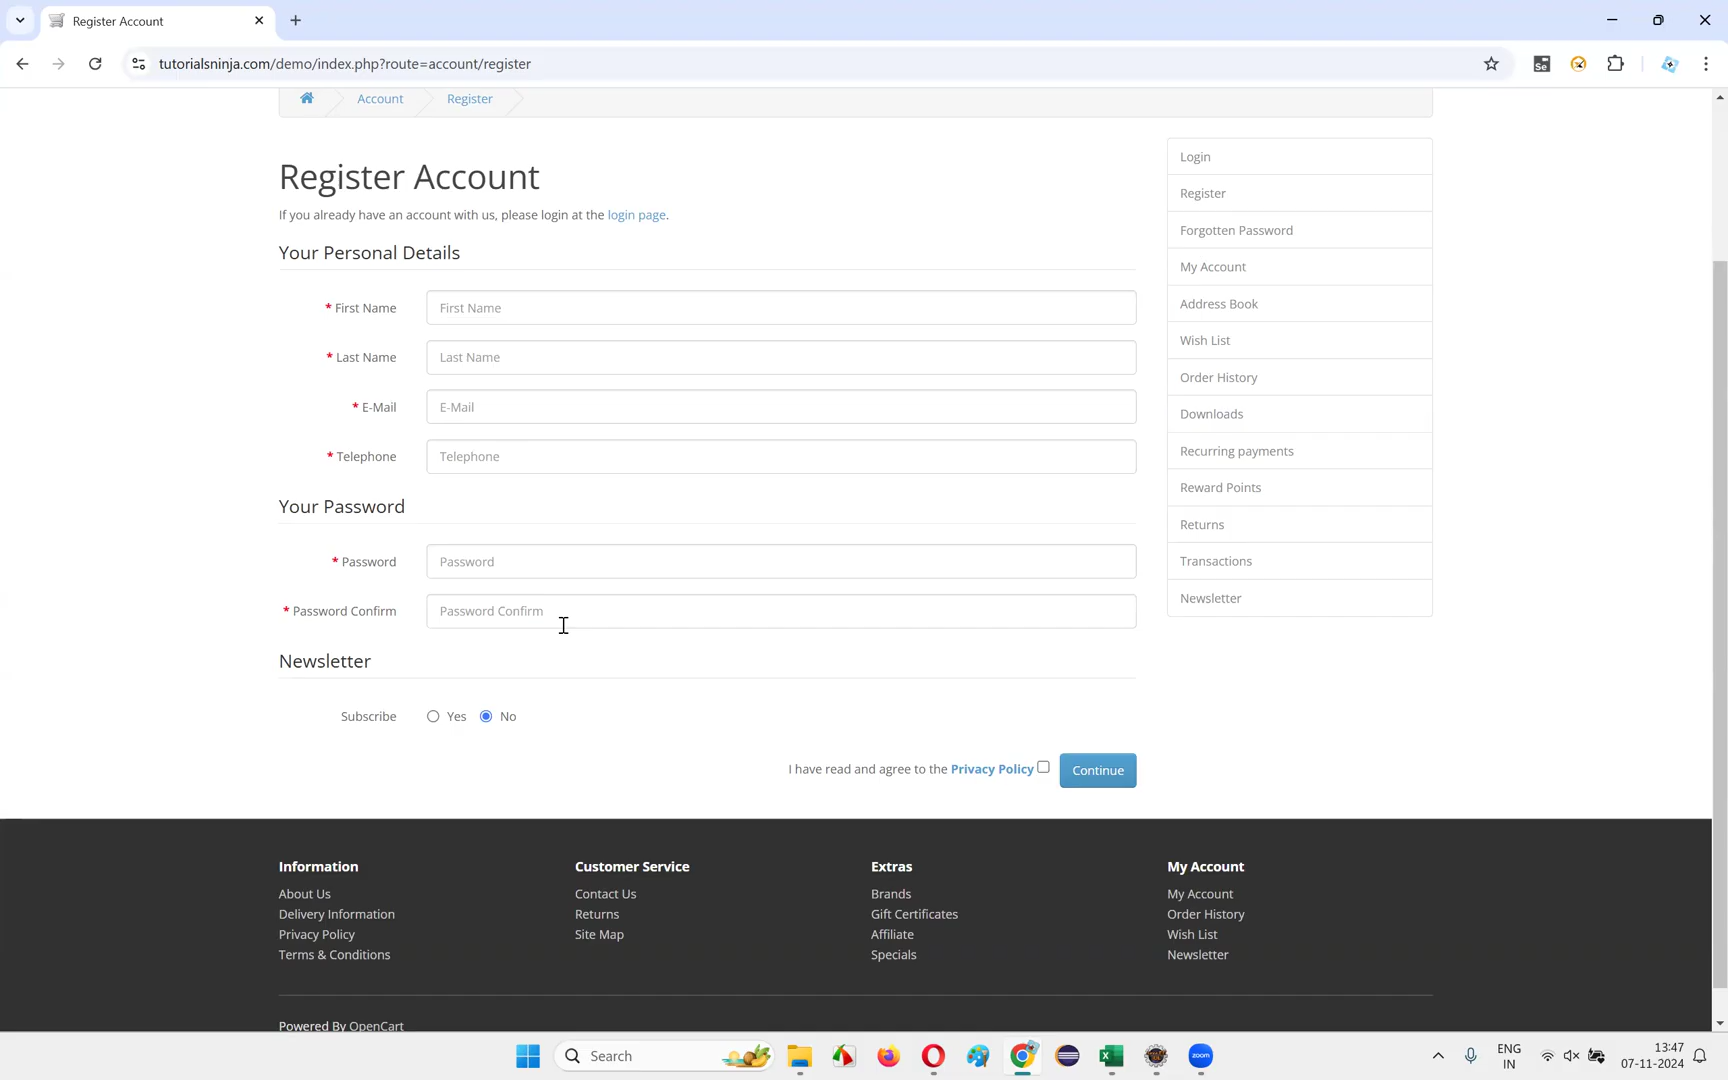 Register Account
tutorialsninja.com/demo/index.php?route=account/register
Se
Account
Register
Register Account
If you already have an account with us, please login at the login page.
Your Personal Details
* First Name
First Name
* Last Name
Last Name
* E-Mail
E-Mail
* Telephone
Telephone
Your Password
* Password
Password
* Password Confirm
Password Confirm
Newsletter
Subscribe
Yes
No
I have read and agree to the Privacy Policy
Continue
Login
Register
Forgotten Password
My Account
Address Book
Wish List
Order History
Downloads
Recurring payments
Reward Points
Returns
Transactions
Newsletter
Information
About Us
Delivery Information
Privacy Policy
Terms & Conditions
Customer Service
Contact Us
Returns
Site Map
Extras
Brands
Gift Certificates
Affiliate
Specials
My Account
My Account
Order History
Wish List
Newsletter
Powered By OpenCart
Search
zoom
ENG
IN
13:47
07-11-2024